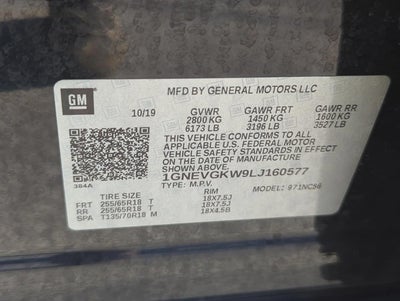 GM
MFD BY GENERAL MOTORS LLC
10/19 GVWR GAWR FRT GAWR RR
2800 KG 1450 KG 1600 KG
6173 LB 3196 LB 3527 LB
THIS VEHICLE CONFORMS TO ALL
APPLICABLE U.S. FEDERAL MOTOR
VEHICLE SAFETY STANDARDS IN
EFFECT ON THE DATE OF MANUFACTURE
SHOWN ABOVE.
1GNEVGKW9LJ160577
384A
TYPE: M.P.V. MODEL:
TIRE SIZE RIM
FRT 255/65R18 T 18X7.5J
RR 255/65R18 T 18X7.5J
SPA T135/70R18 M 18X4.5B